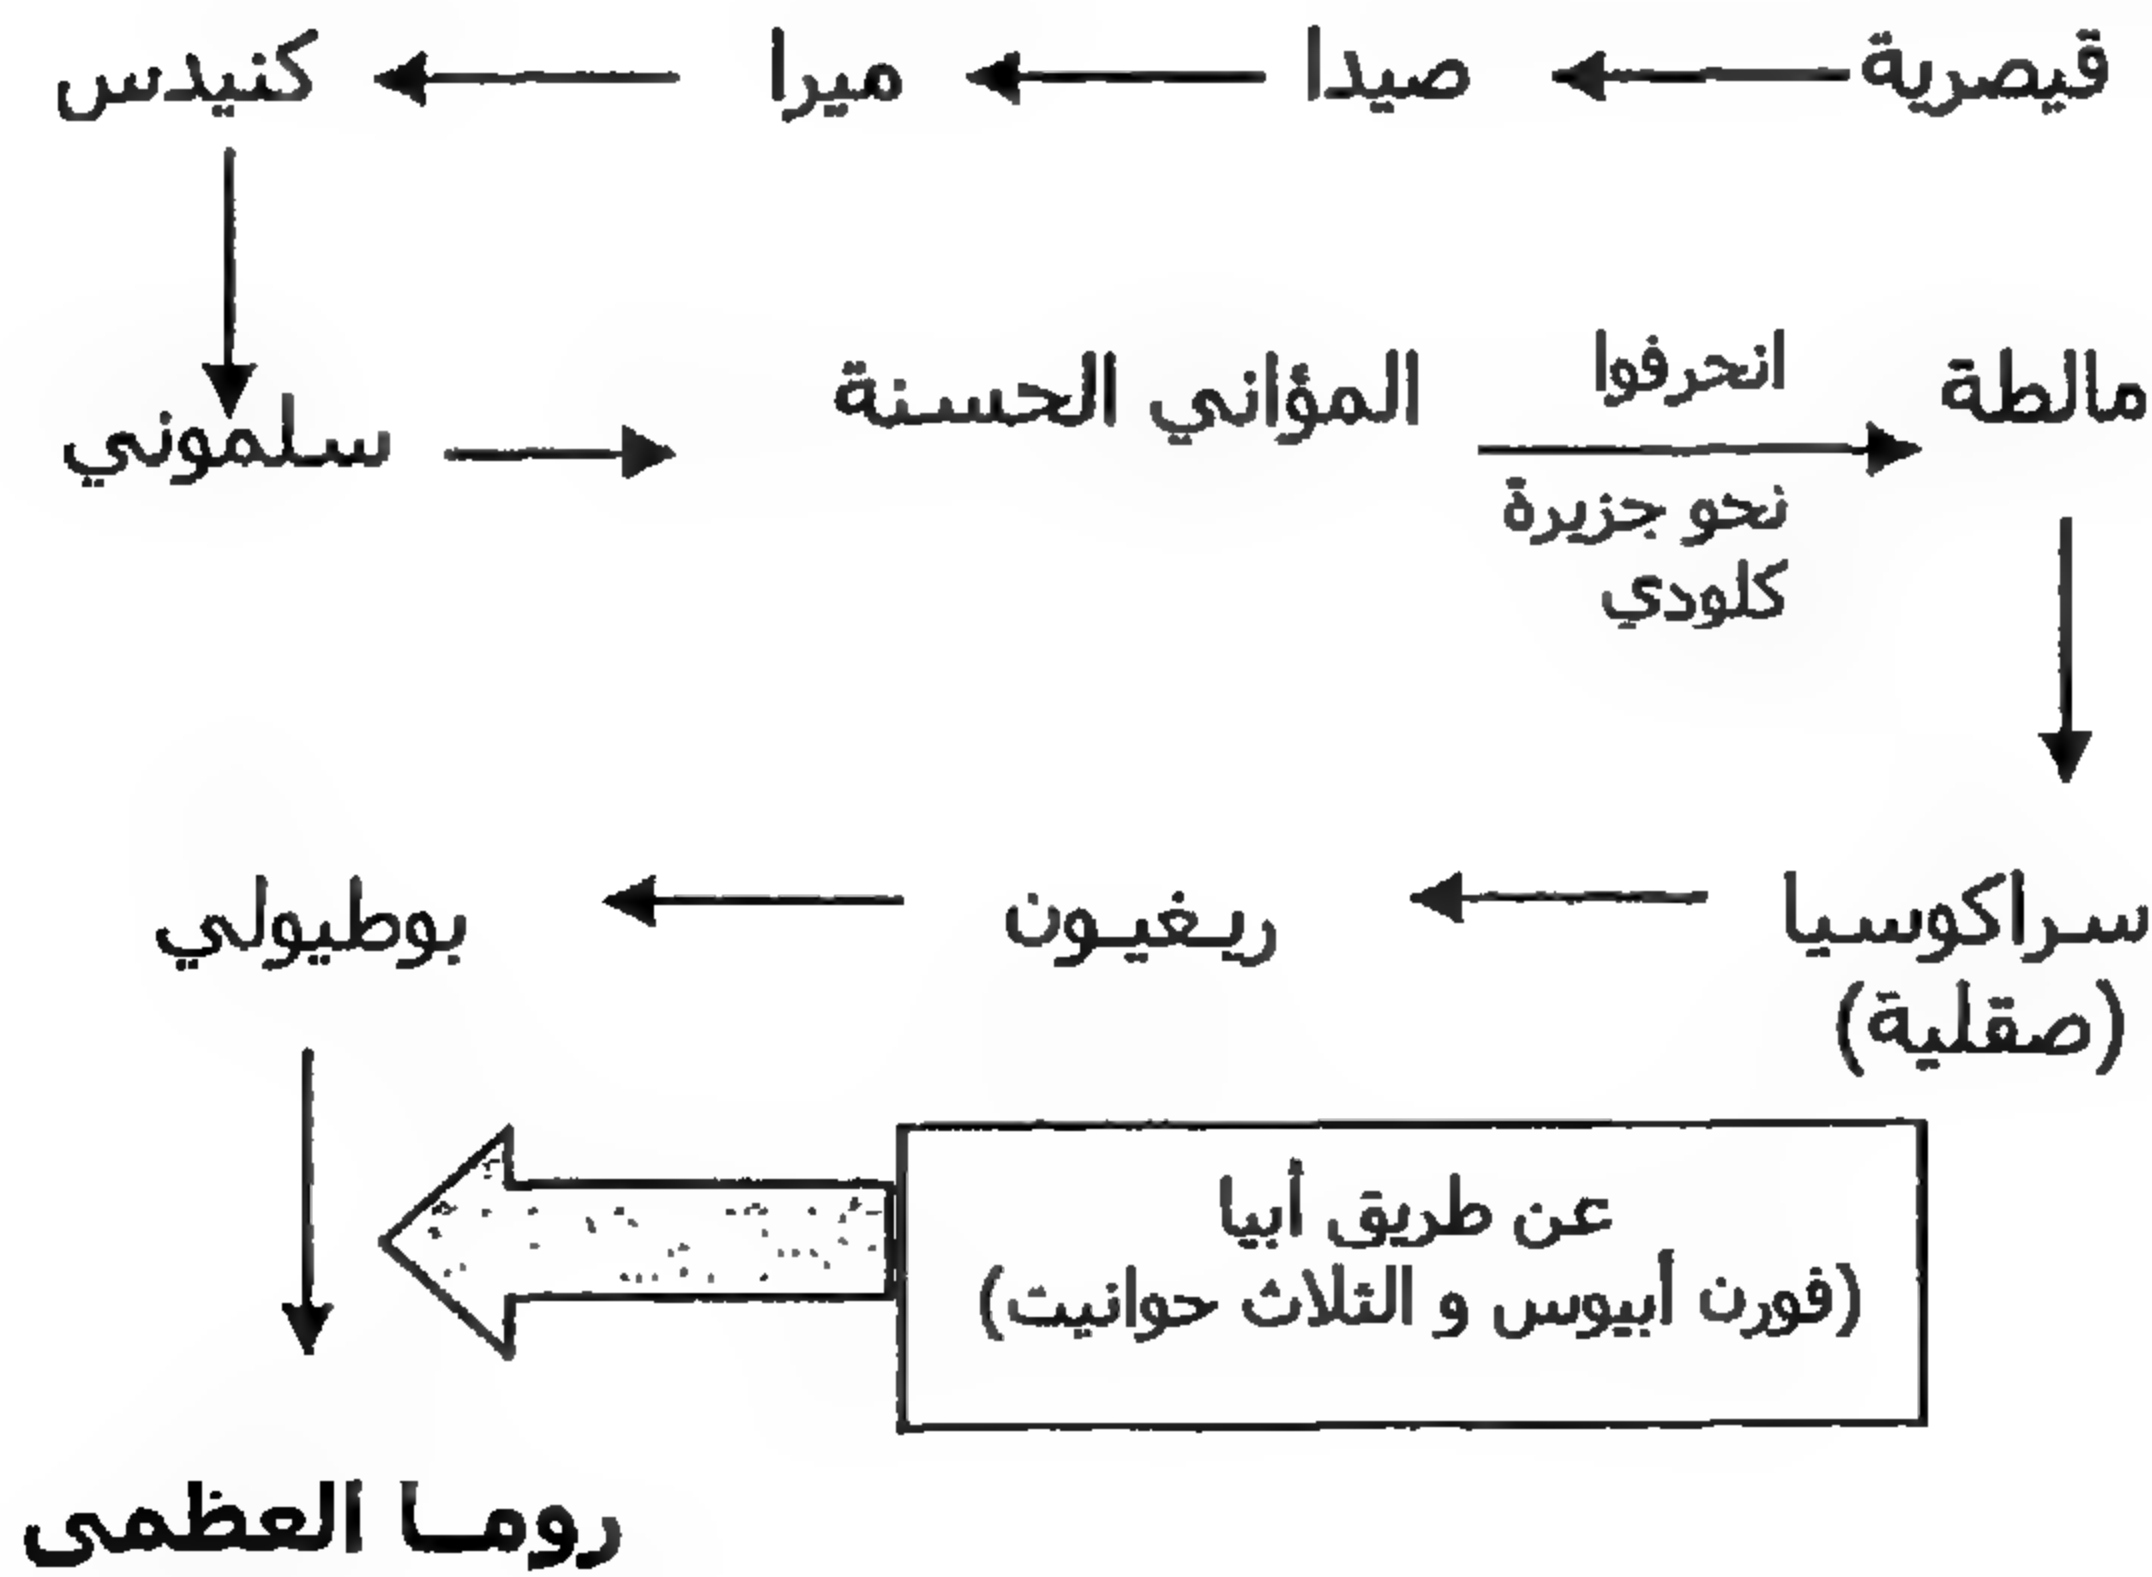 قيصرية
صيدا
ميرا
كنيدس
سلموني
المؤاني الحسنة
انحرفوا
نحو جزيرة
كلودي
مالطة
سراكوسيا
(صقلية)
ريغيون
بوطيولي
عن طريق أبيا
(فورن أبيوس و الثلاث حوانيت)
روما العظمى